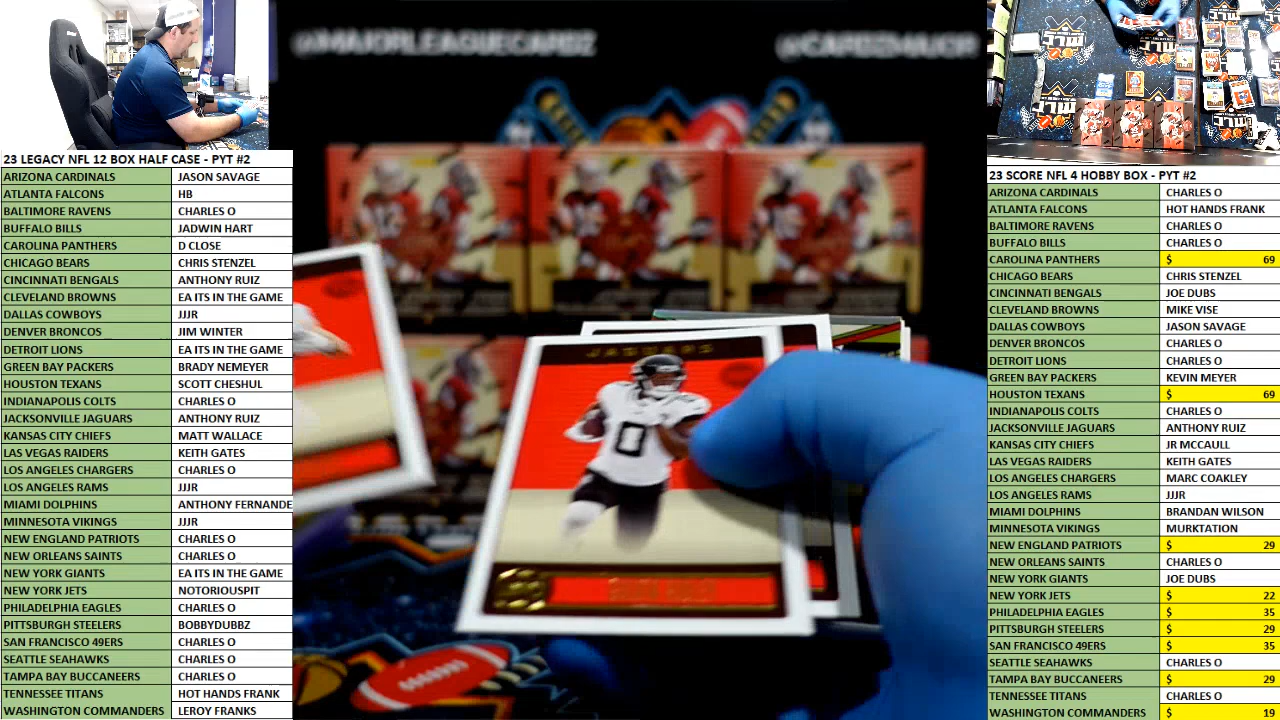 23 LEGACY NFL 12 BOX HALF CASE - PYT #2
ARIZONA CARDINALS JASON SAVAGE
ATLANTA FALCONS HB
BALTIMORE RAVENS CHARLES O
BUFFALO BILLS JADWIN HART
CAROLINA PANTHERS D CLOSE
CHICAGO BEARS CHRIS STENZEL
CINCINNATI BENGALS ANTHONY RUIZ
CLEVELAND BROWNS EA ITS IN THE GAME
DALLAS COWBOYS JJJR
DENVER BRONCOS JIM WINTER
DETROIT LIONS EA ITS IN THE GAME
GREEN BAY PACKERS BRADY NEMEYER
HOUSTON TEXANS SCOTT CHESHUL
INDIANAPOLIS COLTS CHARLES O
JACKSONVILLE JAGUARS ANTHONY RUIZ
KANSAS CITY CHIEFS MATT WALLACE
LAS VEGAS RAIDERS KEITH GATES
LOS ANGELES CHARGERS CHARLES O
LOS ANGELES RAMS JJJR
MIAMI DOLPHINS ANTHONY FERNANDE
MINNESOTA VIKINGS JJJR
NEW ENGLAND PATRIOTS CHARLES O
NEW ORLEANS SAINTS CHARLES O
NEW YORK GIANTS EA ITS IN THE GAME
NEW YORK JETS NOTORIOUSPIT
PHILADELPHIA EAGLES CHARLES O
PITTSBURGH STEELERS BOBBYDUBBZ
SAN FRANCISCO 49ERS CHARLES O
SEATTLE SEAHAWKS CHARLES O
TAMPA BAY BUCCANEERS CHARLES O
TENNESSEE TITANS HOT HANDS FRANK
WASHINGTON COMMANDERS LEROY FRANKS
@MAJORLEAGUECARDZ
@CARDZMAJOR
JAGUARS
0
23 SCORE NFL 4 HOBBY BOX - PYT #2
ARIZONA CARDINALS CHARLES O
ATLANTA FALCONS HOT HANDS FRANK
BALTIMORE RAVENS CHARLES O
BUFFALO BILLS CHARLES O
CAROLINA PANTHERS $ 69
CHICAGO BEARS CHRIS STENZEL
CINCINNATI BENGALS JOE DUBS
CLEVELAND BROWNS MIKE VISE
DALLAS COWBOYS JASON SAVAGE
DENVER BRONCOS CHARLES O
DETROIT LIONS CHARLES O
GREEN BAY PACKERS KEVIN MEYER
HOUSTON TEXANS $ 69
INDIANAPOLIS COLTS CHARLES O
JACKSONVILLE JAGUARS ANTHONY RUIZ
KANSAS CITY CHIEFS JR MCCAULL
LAS VEGAS RAIDERS KEITH GATES
LOS ANGELES CHARGERS MARC COAKLEY
LOS ANGELES RAMS JJJR
MIAMI DOLPHINS BRANDAN WILSON
MINNESOTA VIKINGS MURKTATION
NEW ENGLAND PATRIOTS $ 29
NEW ORLEANS SAINTS CHARLES O
NEW YORK GIANTS JOE DUBS
NEW YORK JETS $ 22
PHILADELPHIA EAGLES $ 35
PITTSBURGH STEELERS $ 29
SAN FRANCISCO 49ERS $ 35
SEATTLE SEAHAWKS CHARLES O
TAMPA BAY BUCCANEERS $ 29
TENNESSEE TITANS CHARLES O
WASHINGTON COMMANDERS $ 19